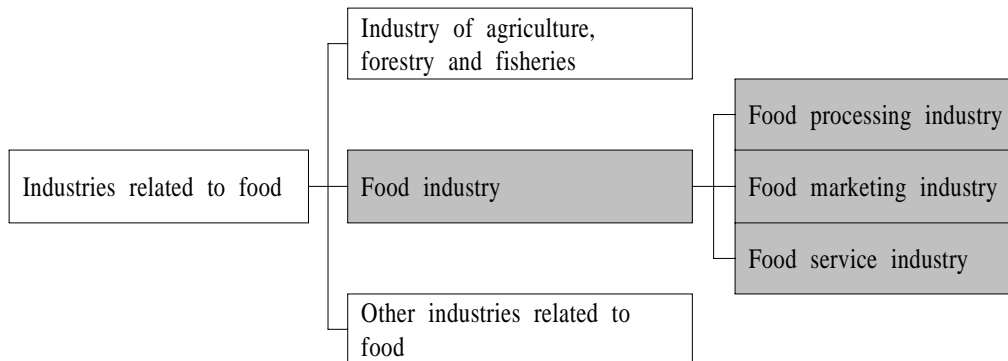 Industry of agriculture,
forestry and fisheries
Food processing industry
Industries related to food
Food industry
Food marketing industry
Food service industry
Other industries related to
food